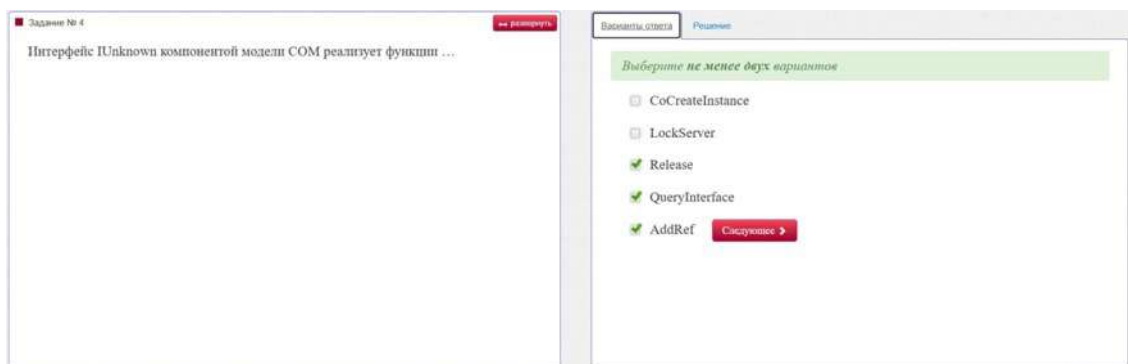 Задание № 4
развернуть
Интерфейс IUnknown компонентой модели COM реализует функции …
Варианты ответа
Решение
Выберите не менее двух вариантов
CoCreateInstance
LockServer
Release
QueryInterface
AddRef
Следующее